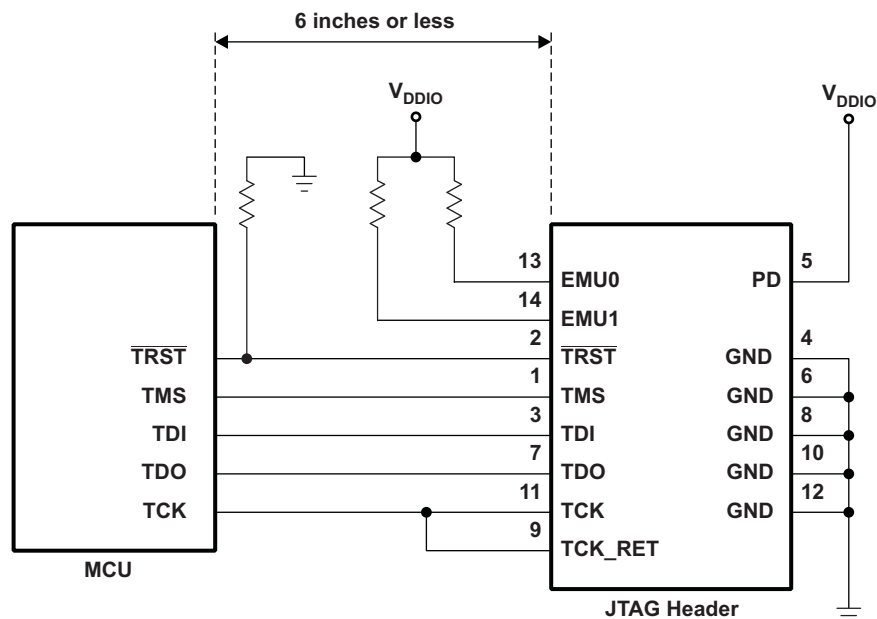 6 inches or less
VDDIO
VDDIO
13
EMU0
PD
5
14
EMU1
TRST
2
TRST
GND
4
TMS
1
TMS
GND
6
TDI
3
TDI
GND
8
TDO
7
TDO
GND
10
TCK
11
TCK
GND
12
9
TCK_RET
MCU
JTAG Header